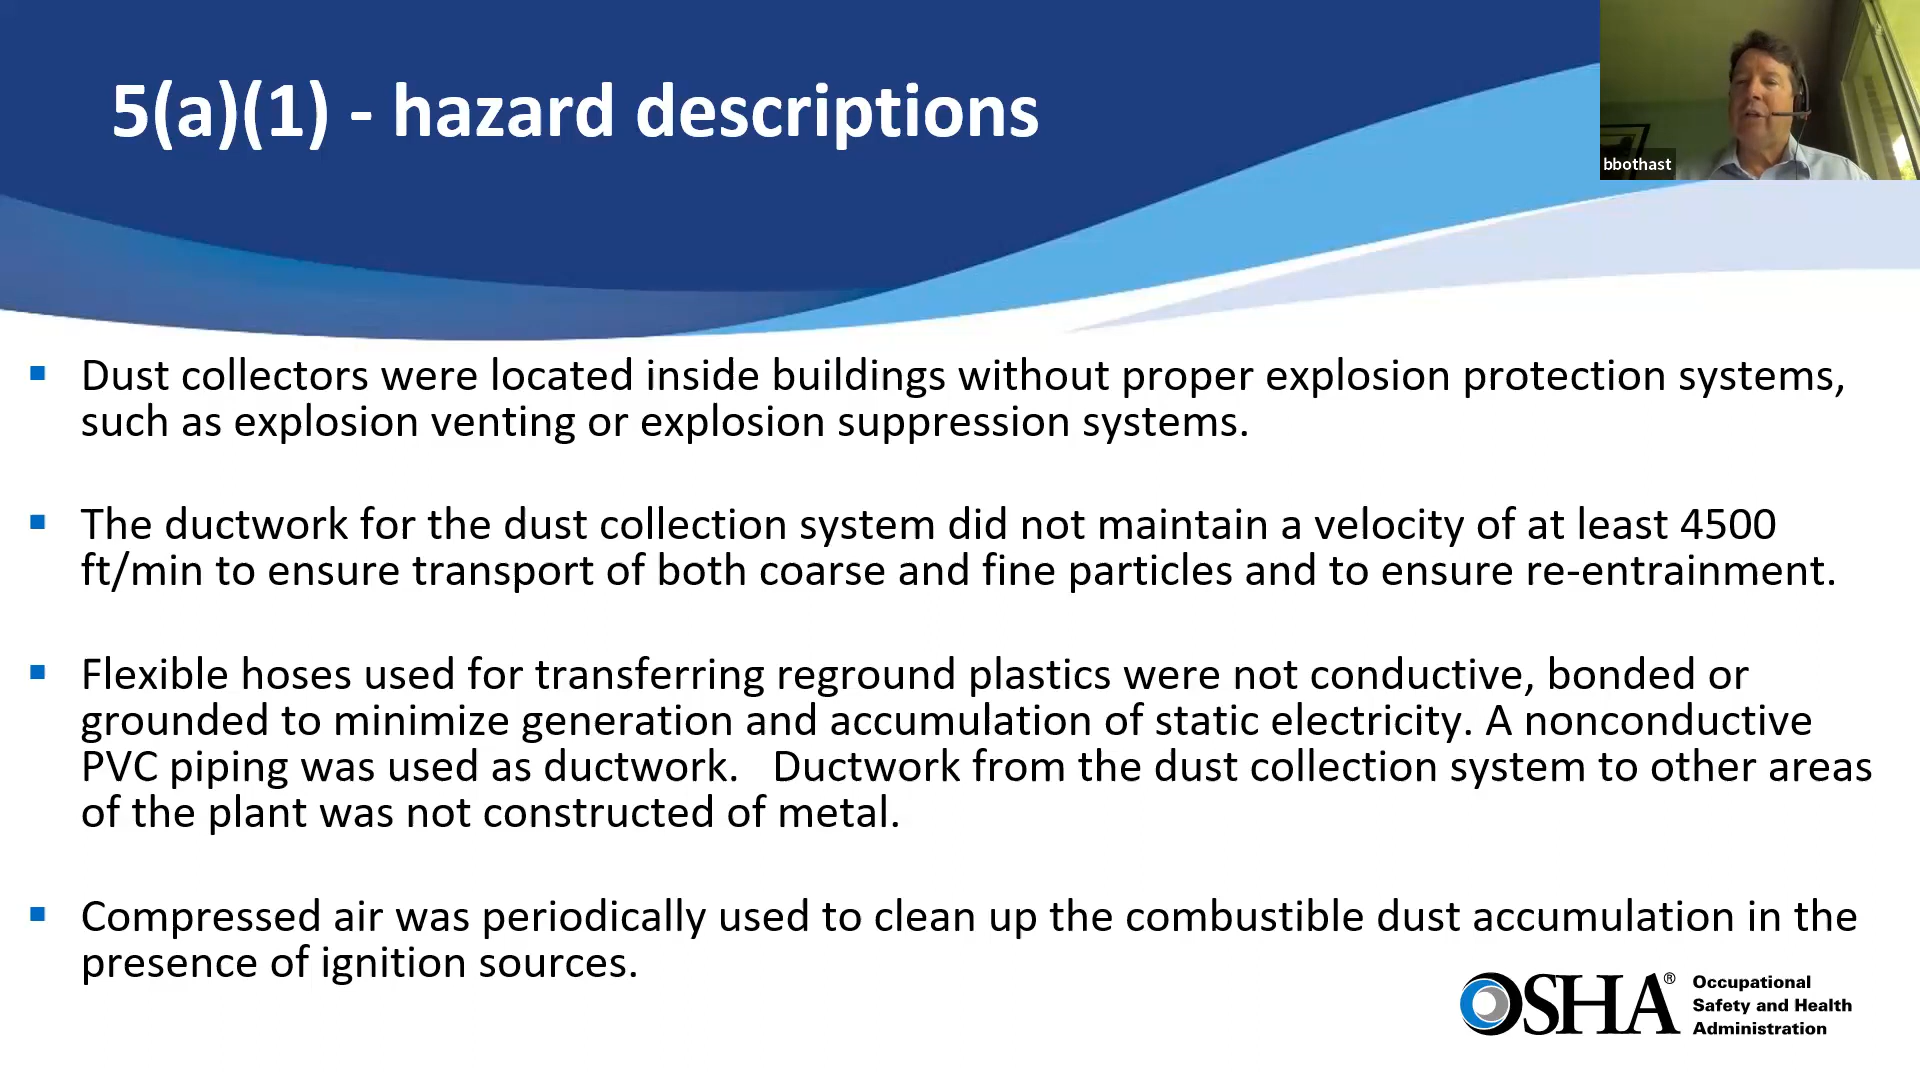 5(a)(1) - hazard descriptions
bbothast
▪ Dust collectors were located inside buildings without proper explosion protection systems,
such as explosion venting or explosion suppression systems.
▪ The ductwork for the dust collection system did not maintain a velocity of at least 4500
ft/min to ensure transport of both coarse and fine particles and to ensure re-entrainment.
▪ Flexible hoses used for transferring reground plastics were not conductive, bonded or
grounded to minimize generation and accumulation of static electricity. A nonconductive
PVC piping was used as ductwork.   Ductwork from the dust collection system to other areas
of the plant was not constructed of metal.
▪ Compressed air was periodically used to clean up the combustible dust accumulation in the
presence of ignition sources.
OSHA®
Occupational
Safety and Health
Administration